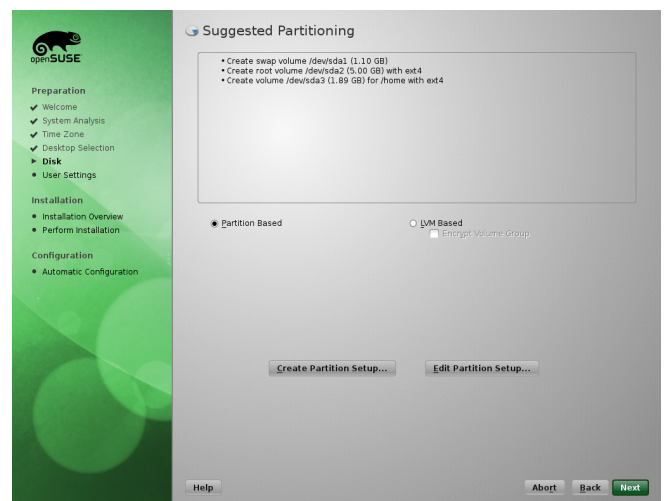 openSUSE
Preparation
Welcome
System Analysis
Time Zone
Desktop Selection
Disk
User Settings
Installation
Installation Overview
Perform Installation
Configuration
Automatic Configuration
Suggested Partitioning
• Create swap volume /dev/sda1 (1.10 GB)
• Create root volume /dev/sda2 (5.00 GB) with ext4
• Create volume /dev/sda3 (1.89 GB) for /home with ext4
Partition Based
LVM Based
Encrypt Volume Group
Create Partition Setup...
Edit Partition Setup...
Help
Abort
Back
Next